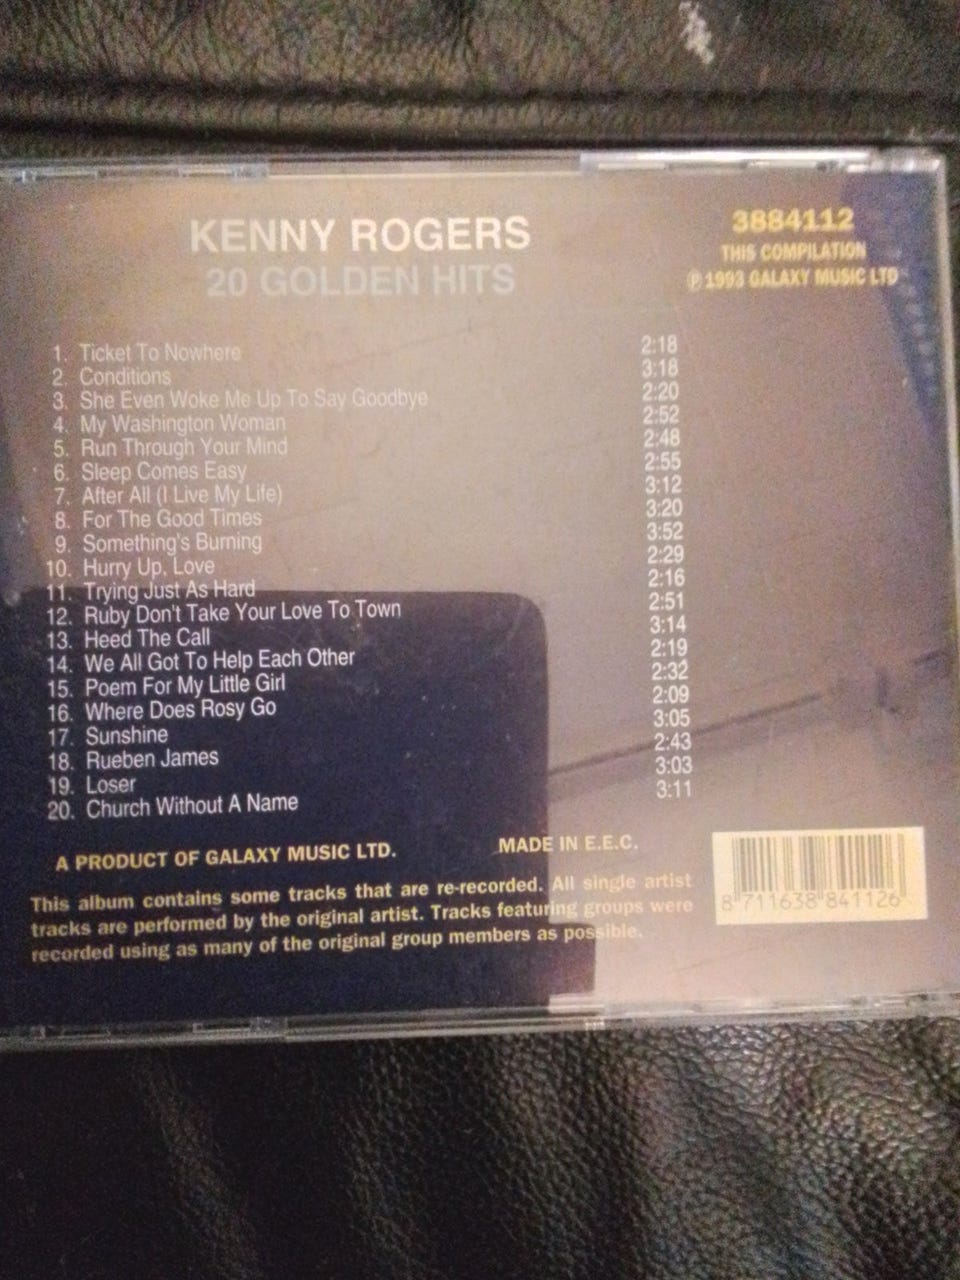 KENNY ROGERS
20 GOLDEN HITS
3884112
THIS COMPILATION
℗ 1993 GALAXY MUSIC LTD
1. Ticket To Nowhere 2:18
2. Conditions 3:18
3. She Even Woke Me Up To Say Goodbye 2:20
4. My Washington Woman 2:52
5. Run Through Your Mind 2:48
6. Sleep Comes Easy 2:55
7. After All (I Live My Life) 3:12
8. For The Good Times 3:20
9. Something's Burning 3:52
10. Hurry Up, Love 2:29
11. Trying Just As Hard 2:16
12. Ruby Don't Take Your Love To Town 2:51
13. Heed The Call 3:14
14. We All Got To Help Each Other 2:19
15. Poem For My Little Girl 2:32
16. Where Does Rosy Go 2:09
17. Sunshine 3:05
18. Rueben James 2:43
19. Loser 3:03
20. Church Without A Name 3:11
A PRODUCT OF GALAXY MUSIC LTD. MADE IN E.E.C.
This album contains some tracks that are re-recorded. All single artist
tracks are performed by the original artist. Tracks featuring groups were
recorded using as many of the original group members as possible.
8 711638 841126